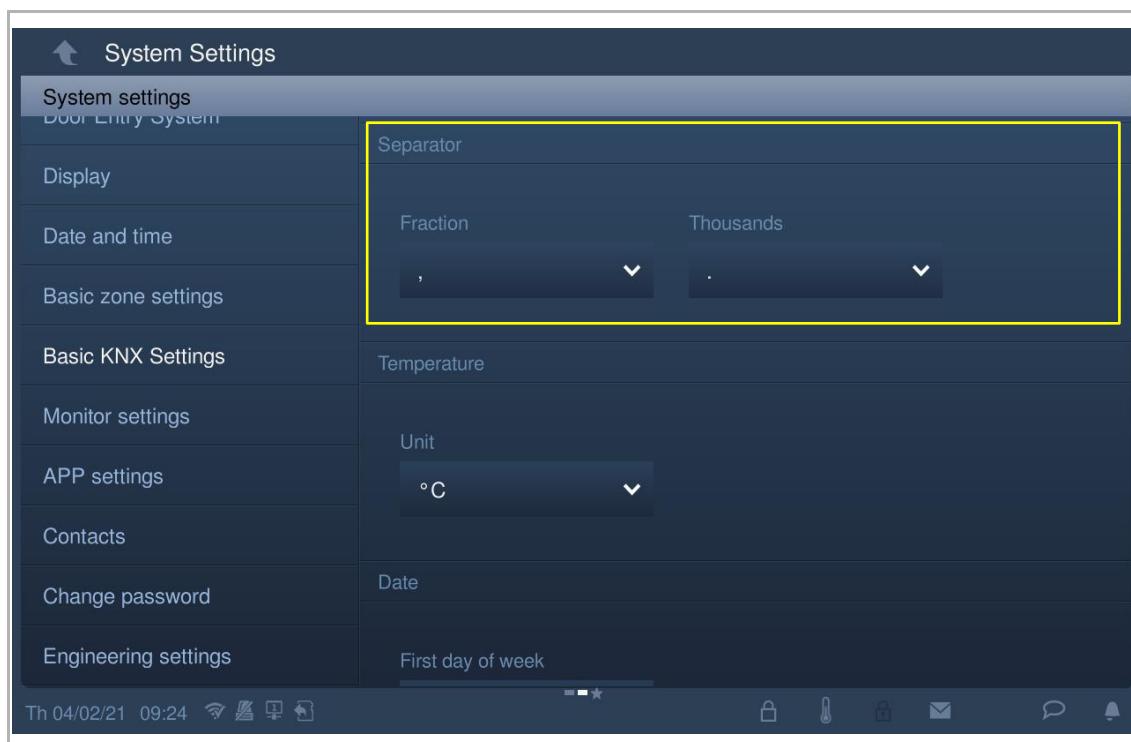 System Settings
System settings
Door Entry System
Display
Date and time
Basic zone settings
Basic KNX Settings
Monitor settings
APP settings
Contacts
Change password
Engineering settings
Separator
Fraction Thousands
, .
Temperature
Unit
°C
Date
First day of week
Th 04/02/21 09:24
1